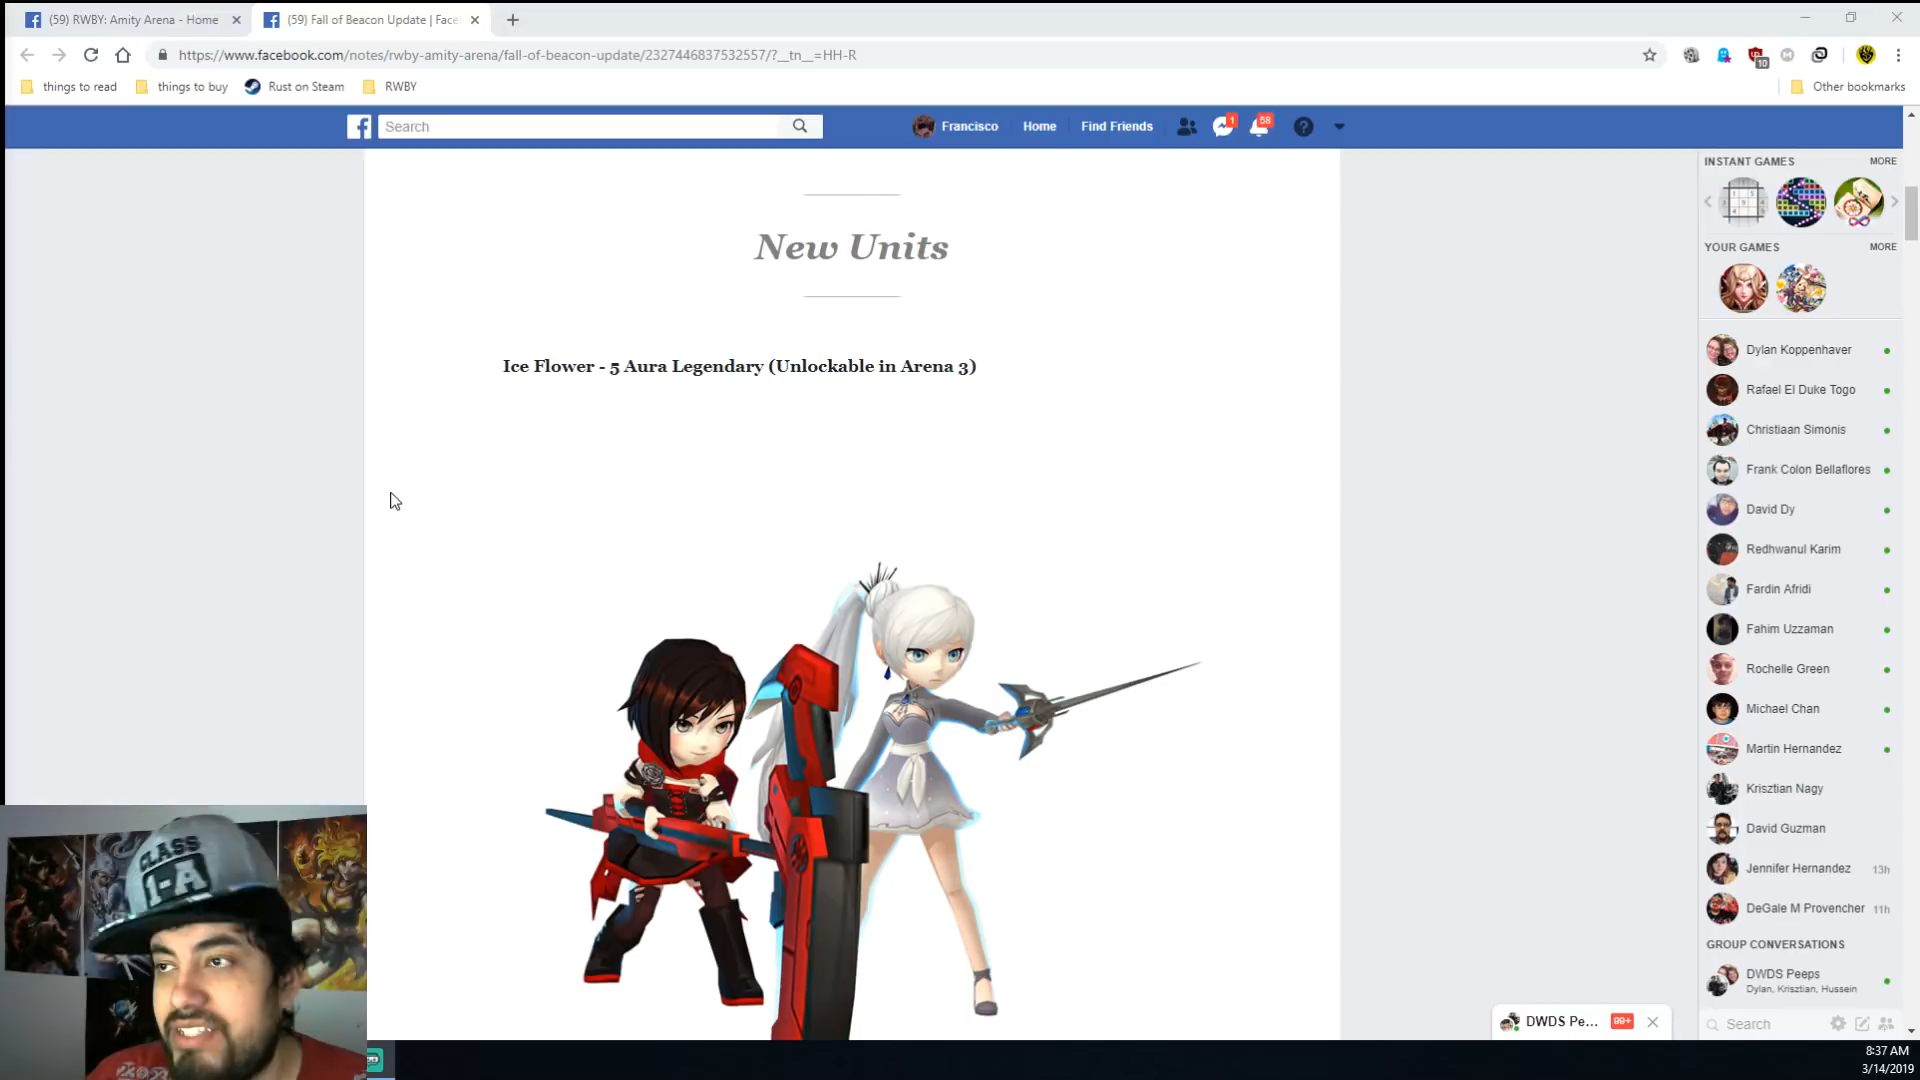 (59) RWBY: Amity Arena - Home
(59) Fall of Beacon Update | Face
https://www.facebook.com/notes/rwby-amity-arena/fall-of-beacon-update/2327446837532557/?__tn__=HH-R
10
things to read
things to buy
Rust on Steam
RWBY
Other bookmarks
Search
Francisco
Home
Find Friends
1
58
INSTANT GAMES
MORE
YOUR GAMES
MORE
New Units
Ice Flower - 5 Aura Legendary (Unlockable in Arena 3)
Dylan Koppenhaver
Rafael El Duke Togo
Christiaan Simonis
Frank Colon Bellaflores
David Dy
Redhwanul Karim
Fardin Afridi
Fahim Uzzaman
Rochelle Green
Michael Chan
Martin Hernandez
Krisztian Nagy
David Guzman
Jennifer Hernandez 13h
DeGale M Provencher 11h
GROUP CONVERSATIONS
DWDS Peeps
Dylan, Krisztian, Hussein
DWDS Pe... 99+
Search
CLASS
1-A
8:37 AM
3/14/2019